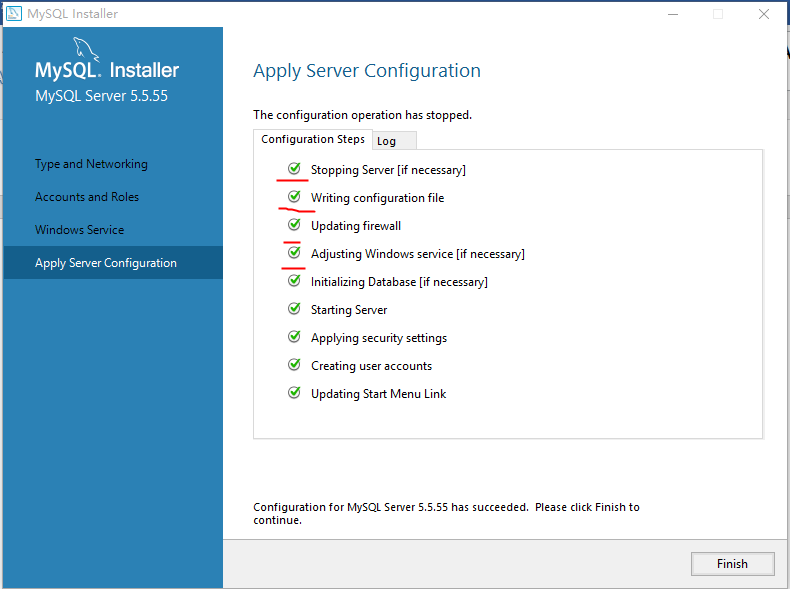 MySQL Installer
MySQL. Installer
MySQL Server 5.5.55
Type and Networking
Accounts and Roles
Windows Service
Apply Server Configuration
Apply Server Configuration
The configuration operation has stopped.
Configuration Steps
Log
Stopping Server [if necessary]
Writing configuration file
Updating firewall
Adjusting Windows service [if necessary]
Initializing Database [if necessary]
Starting Server
Applying security settings
Creating user accounts
Updating Start Menu Link
Configuration for MySQL Server 5.5.55 has succeeded. Please click Finish to
continue.
Finish